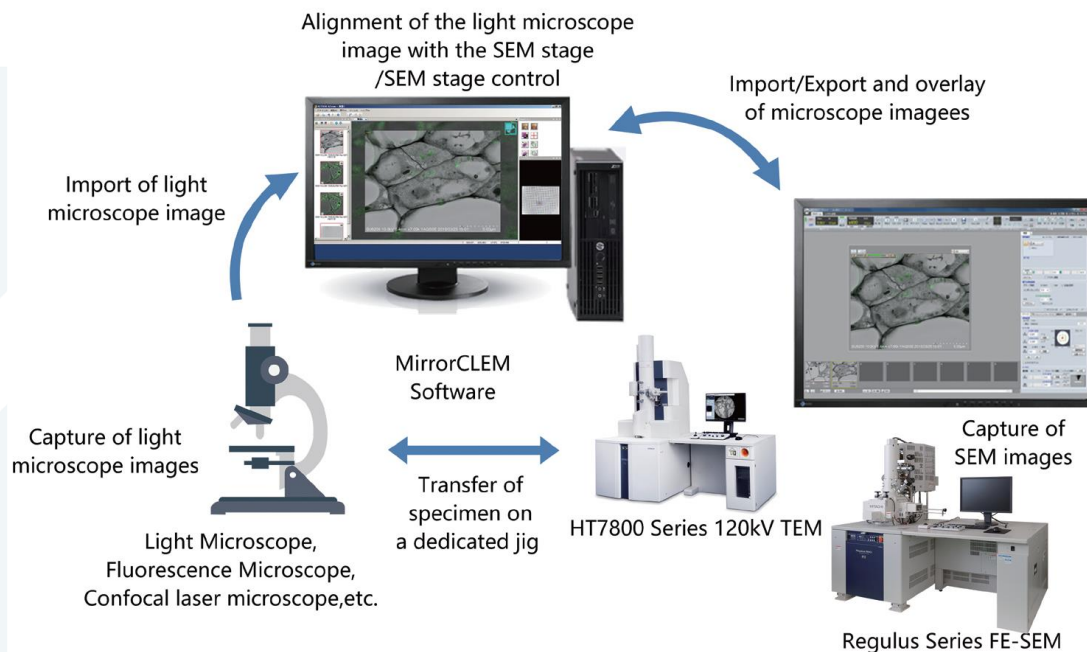 Alignment of the light microscope
image with the SEM stage
/SEM stage control
Import/Export and overlay
of microscope imagees
Import of light
microscope image
MirrorCLEM
Software
Capture of light
microscope images
Capture of
SEM images
Transfer of
specimen on
a dedicated jig
HT7800 Series 120kV TEM
Light Microscope,
Fluorescence Microscope,
Confocal laser microscope,etc.
Regulus Series FE-SEM